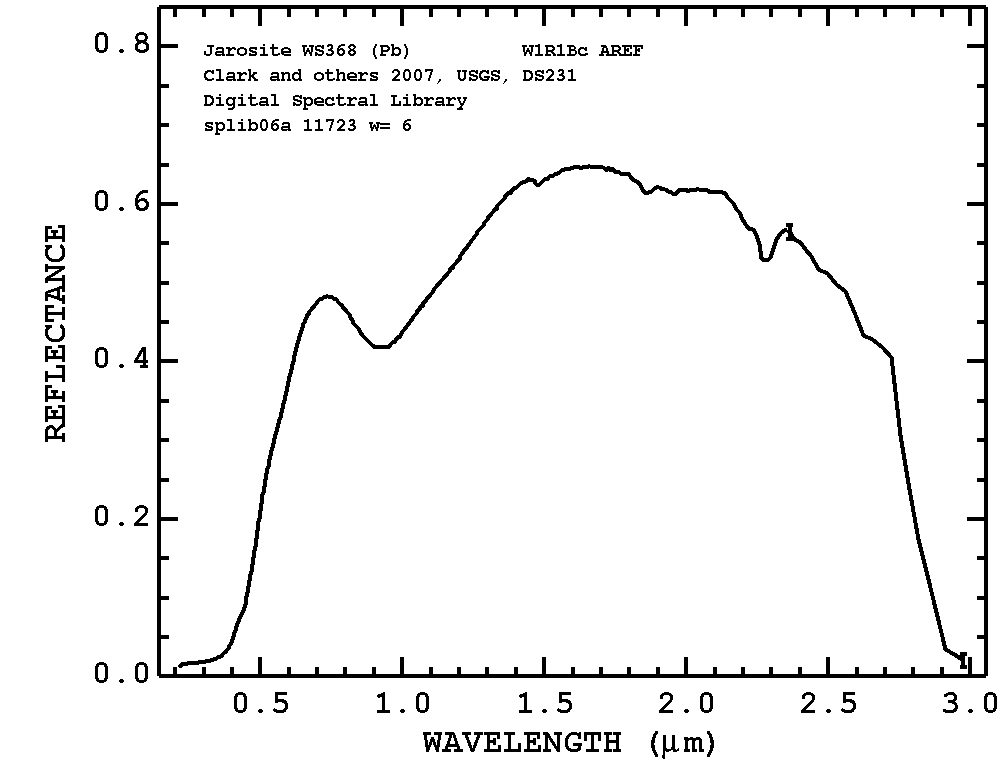 Jarosite WS368 (Pb) W1R1Bc AREF
Clark and others 2007, USGS, DS231
Digital Spectral Library
splib06a 11723 w= 6
0.8
0.6
0.4
0.2
0.0
REFLECTANCE
0.5 1.0 1.5 2.0 2.5 3.0
WAVELENGTH (μm)